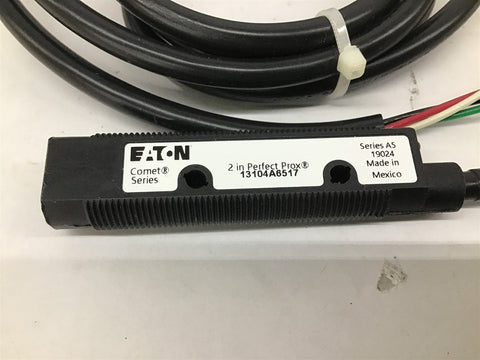 EATON
Comet®
Series
2 in Perfect Prox®
13104A6517
Series A5
19024
Made in
Mexico